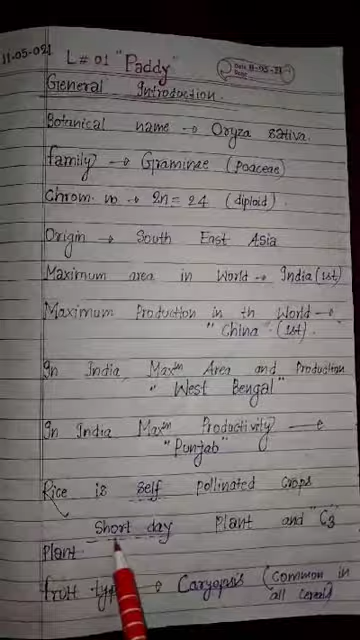 11-05-021
L # 01 "Paddy"
General Introduction.
Botanical name → Oryza sativa.
family → Graminae (poaceae)
Chrom. no → 2n = 24 (diploid).
Origin → South East Asia
Maximum area in World → India (1st)
Maximum Production in th World →
"China" (1st).
In India, Maxm Area and Production
"West Bengal"
In India Maxm Productivity →
"Punjab"
Rice is self pollinated crops
Short day plant and "C3"
plant
fruit type → Caryopsis (common in
all cereal)